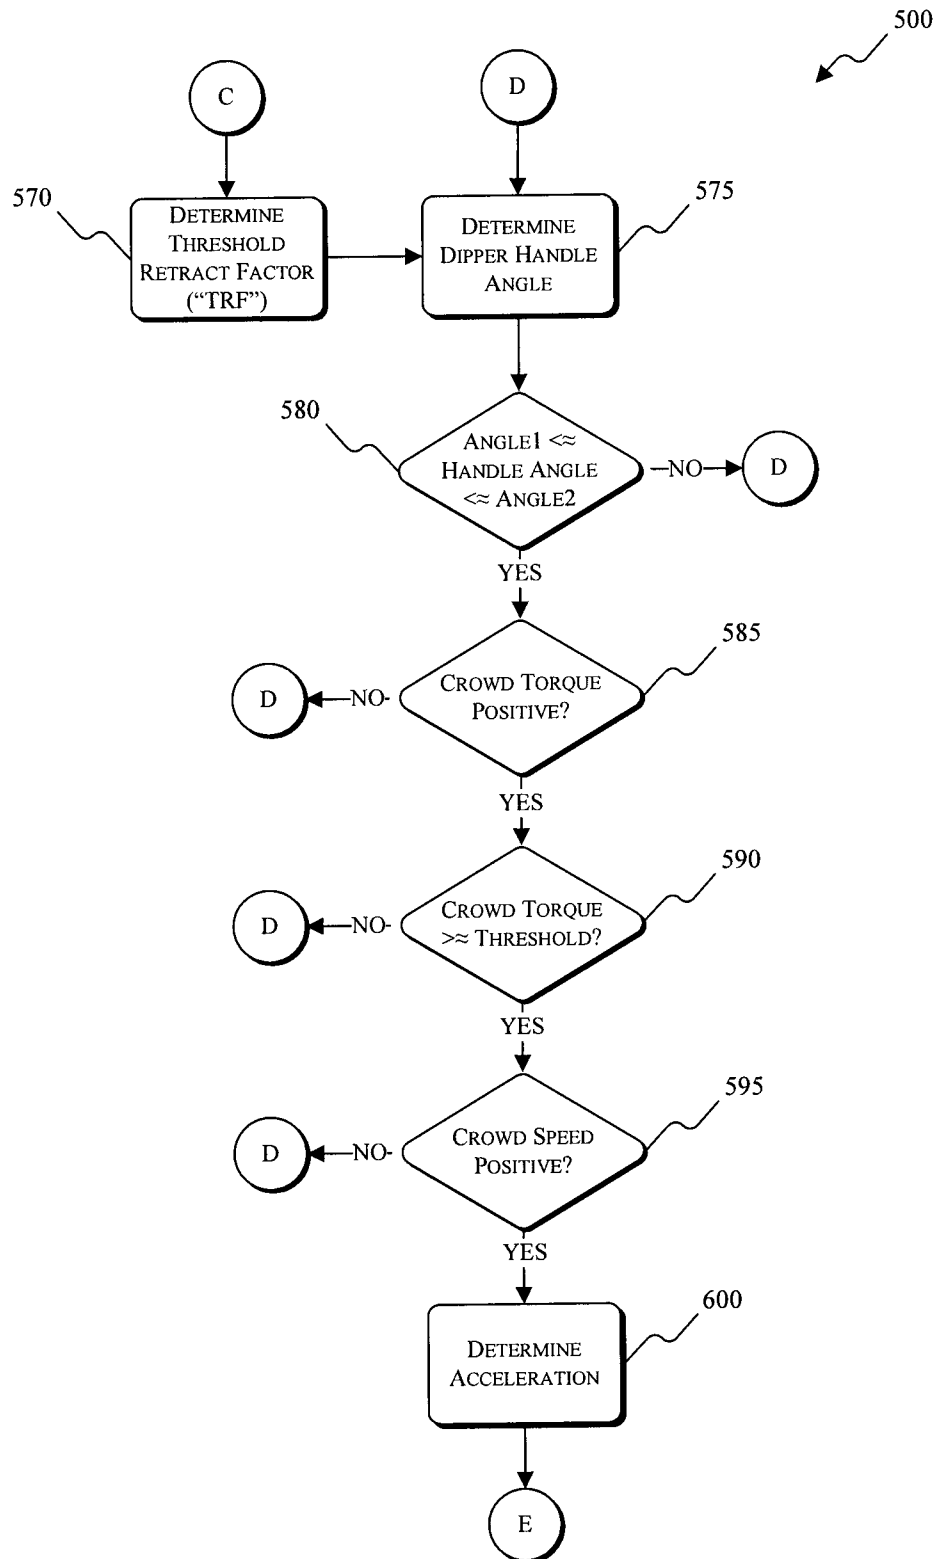 500
C
D
570
DETERMINE
THRESHOLD
RETRACT FACTOR
("TRF")
575
DETERMINE
DIPPER HANDLE
ANGLE
580
ANGLE1 <≈
HANDLE ANGLE
<≈ ANGLE2
NO
D
YES
585
CROWD TORQUE
POSITIVE?
NO
D
YES
590
CROWD TORQUE
>≈ THRESHOLD?
NO
D
YES
595
CROWD SPEED
POSITIVE?
NO
D
YES
600
DETERMINE
ACCELERATION
E